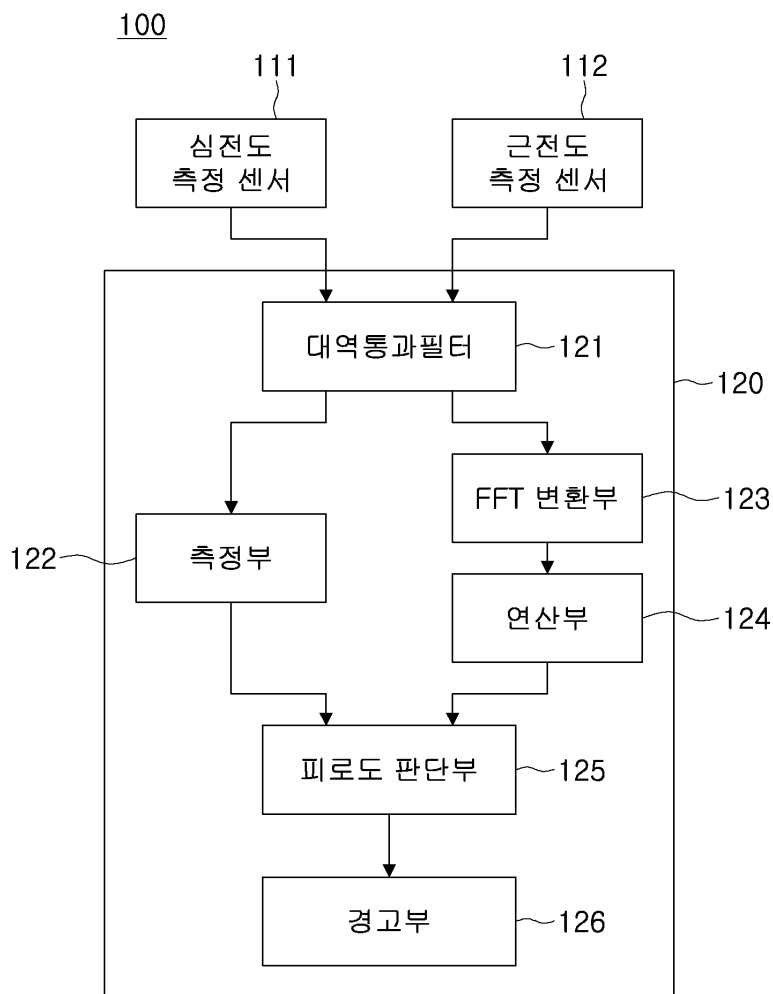 100
111
112
심전도
측정 센서
근전도
측정 센서
대역통과필터
121
120
FFT 변환부
123
122
측정부
연산부
124
피로도 판단부
125
경고부
126